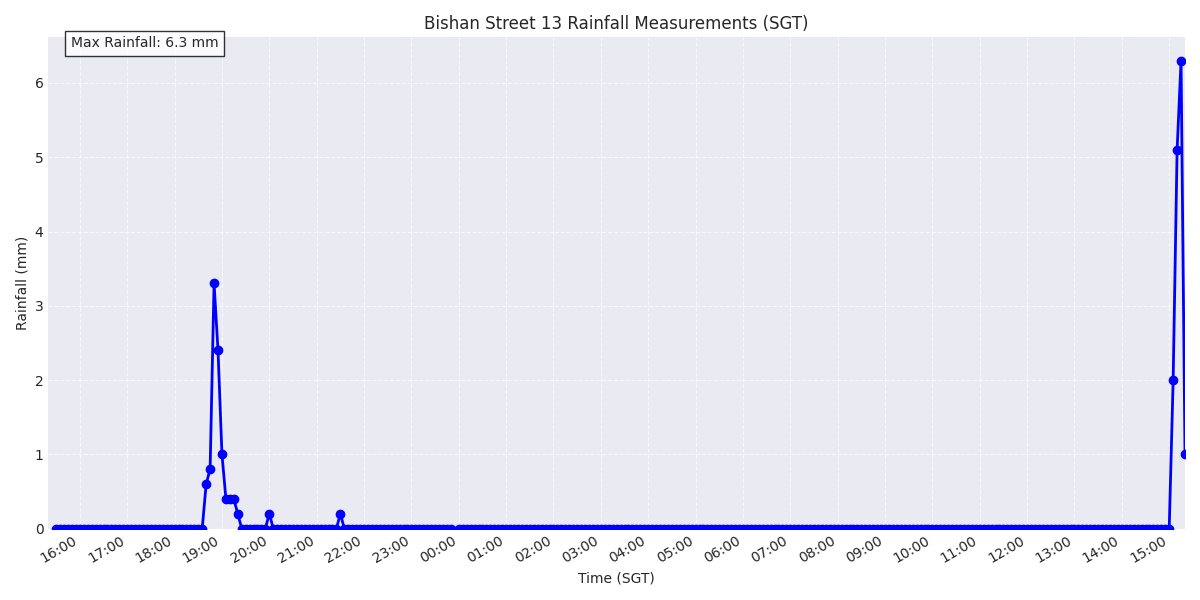 Bishan Street 13 Rainfall Measurements (SGT)
Max Rainfall: 6.3 mm
Rainfall (mm)
6
5
4
3
2
1
0
16:00 17:00 18:00 19:00 20:00 21:00 22:00 23:00 00:00 01:00 02:00 03:00 04:00 05:00 06:00 07:00 08:00 09:00 10:00 11:00 12:00 13:00 14:00 15:00
Time (SGT)